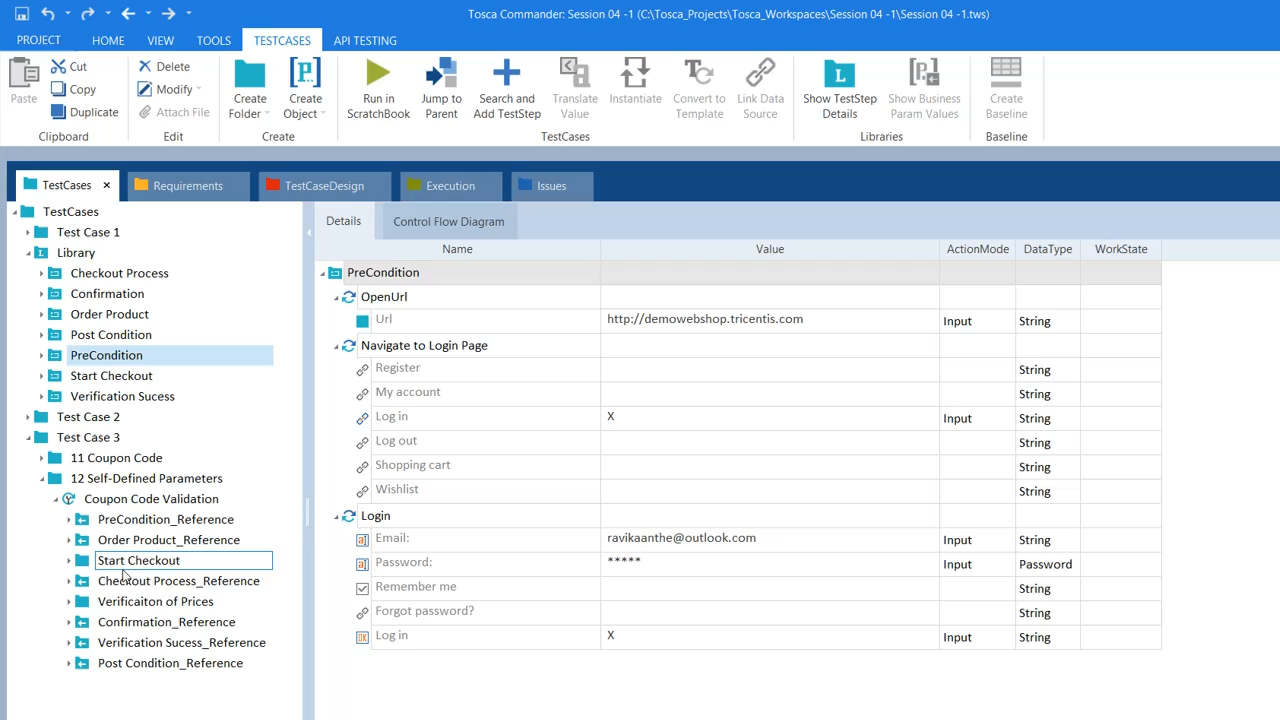 Tosca Commander: Session 04 -1 (C:\Tosca_Projects\Tosca_Workspaces\Session 04 -1\Session 04 -1.tws)
PROJECT HOME VIEW TOOLS TESTCASES API TESTING
Paste Cut Copy Duplicate Clipboard
Delete Modify Attach File Edit
Create Folder Create Object Create
Run in ScratchBook Jump to Parent Search and Add TestStep Translate Value Instantiate Convert to Template Link Data Source TestCases
Show TestStep Details Show Business Param Values Libraries
Create Baseline Baseline
TestCases × Requirements TestCaseDesign Execution Issues
TestCases
Test Case 1
Library
Checkout Process
Confirmation
Order Product
Post Condition
PreCondition
Start Checkout
Verification Sucess
Test Case 2
Test Case 3
11 Coupon Code
12 Self-Defined Parameters
Coupon Code Validation
PreCondition_Reference
Order Product_Reference
Start Checkout
Checkout Process_Reference
Verificaiton of Prices
Confirmation_Reference
Verification Sucess_Reference
Post Condition_Reference
Details Control Flow Diagram
Name Value ActionMode DataType WorkState
PreCondition
OpenUrl
Url http://demowebshop.tricentis.com Input String
Navigate to Login Page
Register String
My account String
Log in X Input String
Log out String
Shopping cart String
Wishlist String
Login
Email: ravikaanthe@outlook.com Input String
Password: ***** Input Password
Remember me String
Forgot password? String
Log in X Input String